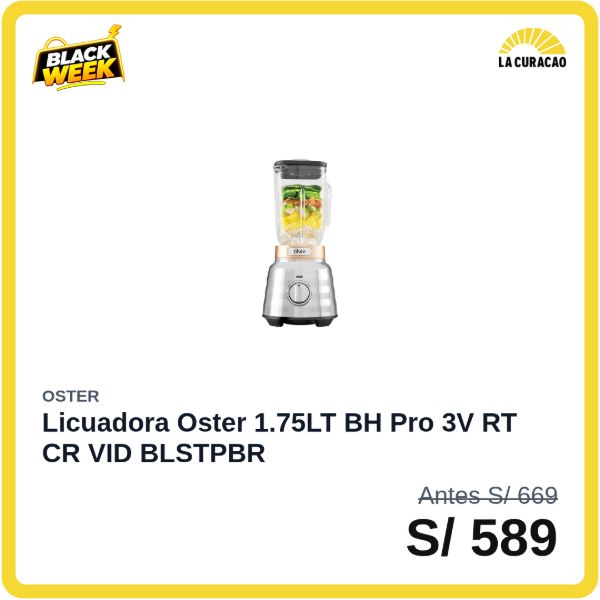 BLACK
WEEK
LA CURACAO
Oster
OSTER
Licuadora Oster 1.75LT BH Pro 3V RT
CR VID BLSTPBR
Antes S/ 669
S/ 589